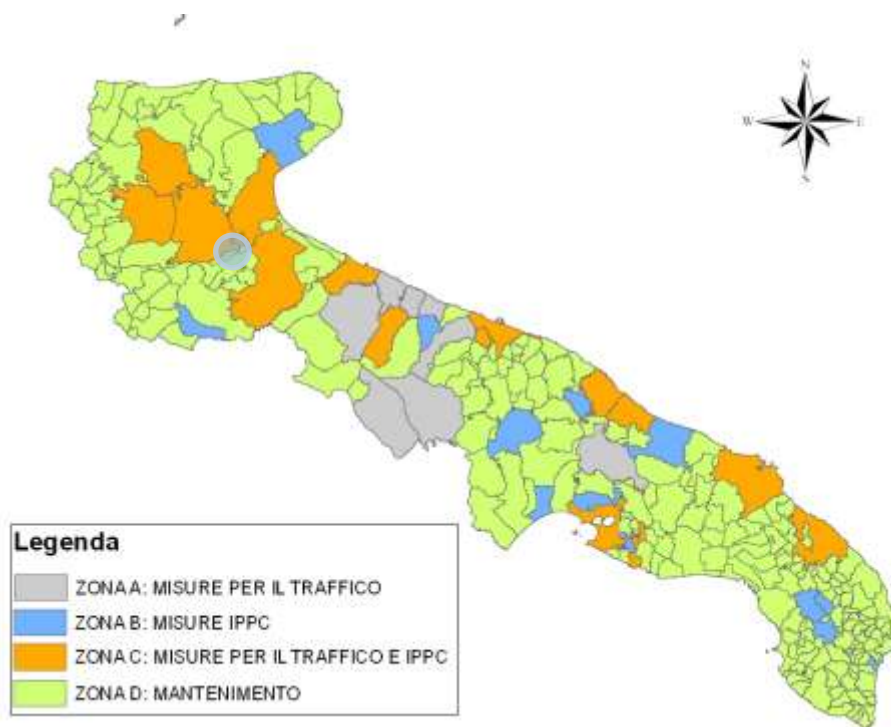 N
W E
S
Legenda
ZONA A: MISURE PER IL TRAFFICO
ZONA B: MISURE IPPC
ZONA C: MISURE PER IL TRAFFICO E IPPC
ZONA D: MANTENIMENTO